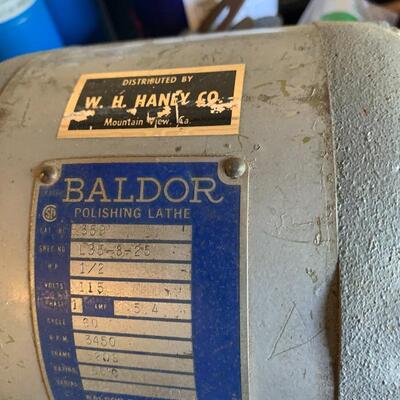 DISTRIBUTED BY
W. H. HANEY CO.
Mountain View, Ca.
BALDOR
POLISHING LATHE
CAT. NO.
SPEC NO. L35-8-25
H.P. 1/2
VOLTS 115
PHASE 1 AMP 5.4
CYCLE 60
R.P.M. 3450
FRAME
RATING
SERIAL